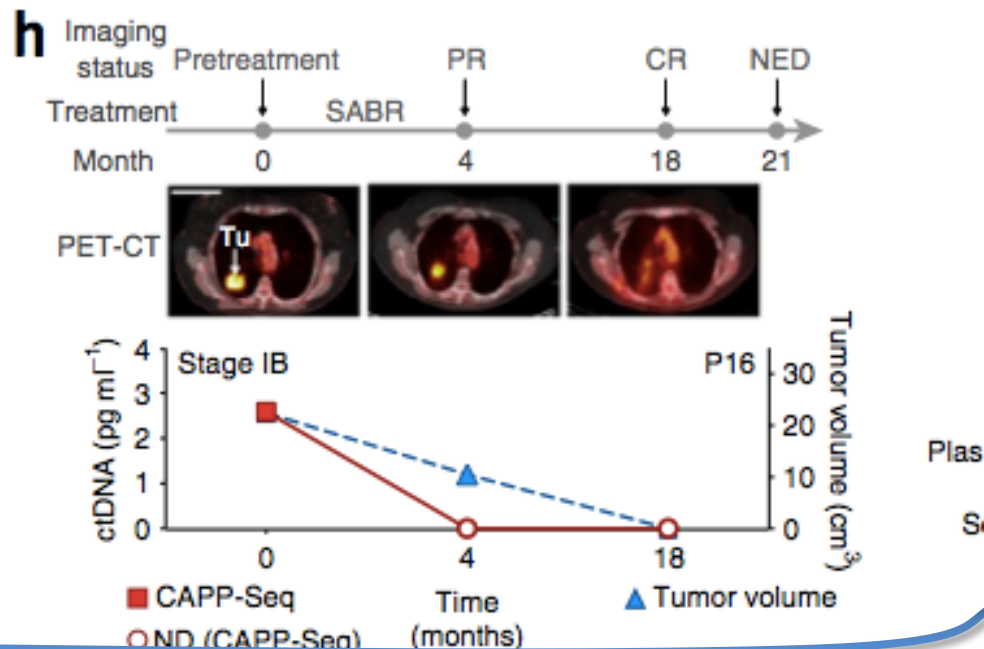 h
Imaging status Pretreatment PR CR NED
Treatment SABR
Month 0 4 18 21
PET-CT Tu
Stage IB P16
ctDNA (pg ml⁻¹)
4
3
2
1
0
Tumor volume (cm³)
30
20
10
0
0 4 18
Time (months)
CAPP-Seq
Tumor volume
ND (CAPP-Seq)